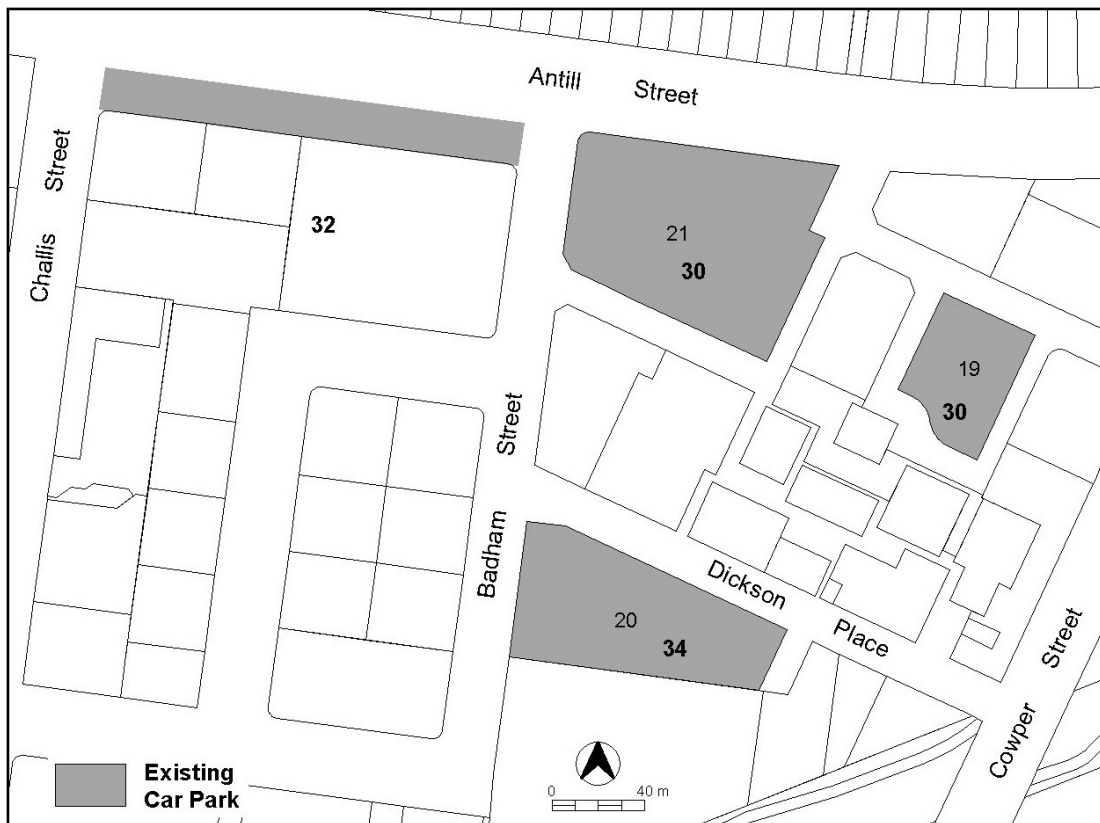 Antill Street
Challis Street
32
21
30
19
30
Badham Street
Dickson Place
20
34
Cowper Street
Existing
Car Park
0 40 m